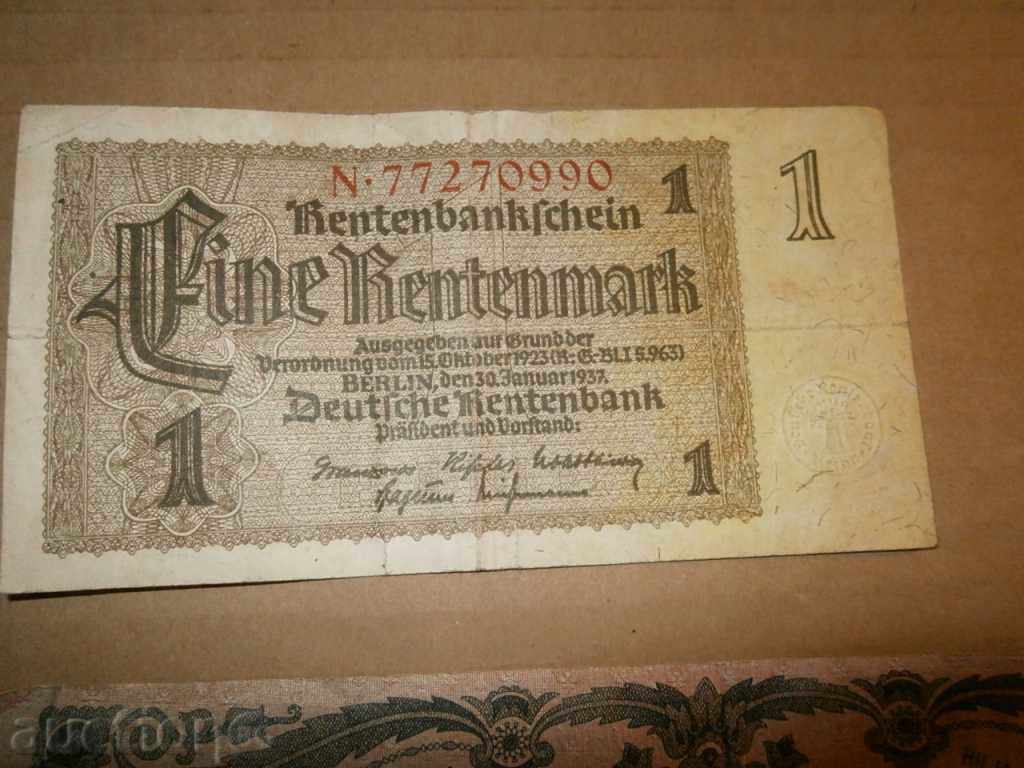 N·77270990
1
1
Rentenbankschein
Eine Rentenmark
Ausgegeben auf Grund der
Verordnung vom 15. Oktober 1923 (R:G-Bl.I S.963)
BERLIN, den 30. Januar 1937.
Deutsche Rentenbank
Präsident und Vorstand:
1
1